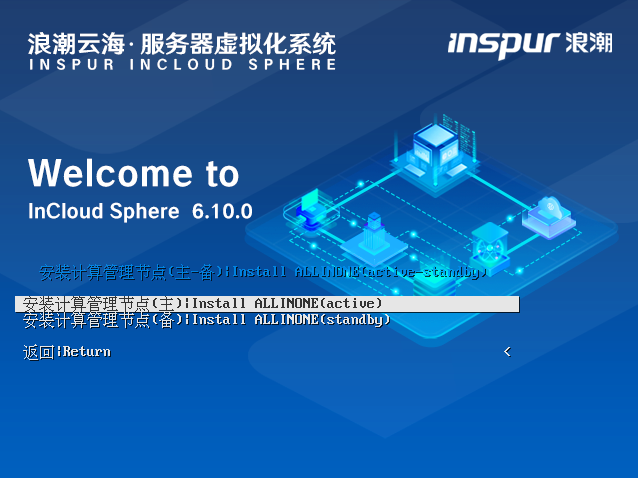 浪潮云海·服务器虚拟化系统
INSPUR INCLOUD SPHERE
inspur 浪潮
Welcome to
InCloud Sphere 6.10.0
安装计算管理节点(主-备)|Install ALLINONE(active-standby)
安装计算管理节点(主)|Install ALLINONE(active)
安装计算管理节点(备)|Install ALLINONE(standby)
返回|Return <